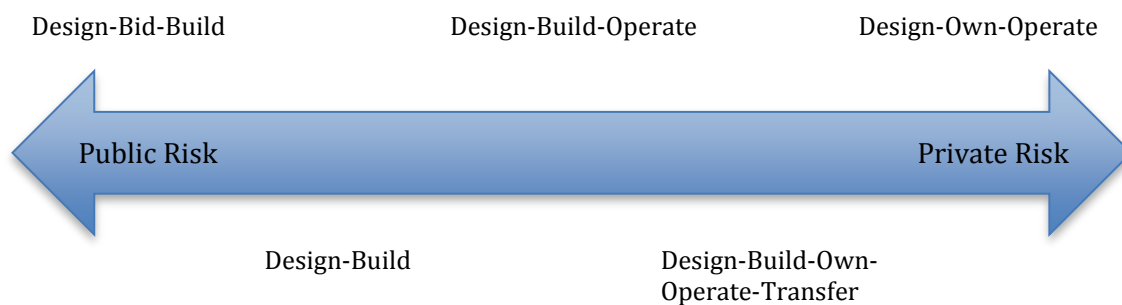 Design-Bid-Build Design-Build-Operate Design-Own-Operate
Public Risk Private Risk
Design-Build Design-Build-Own-
Operate-Transfer